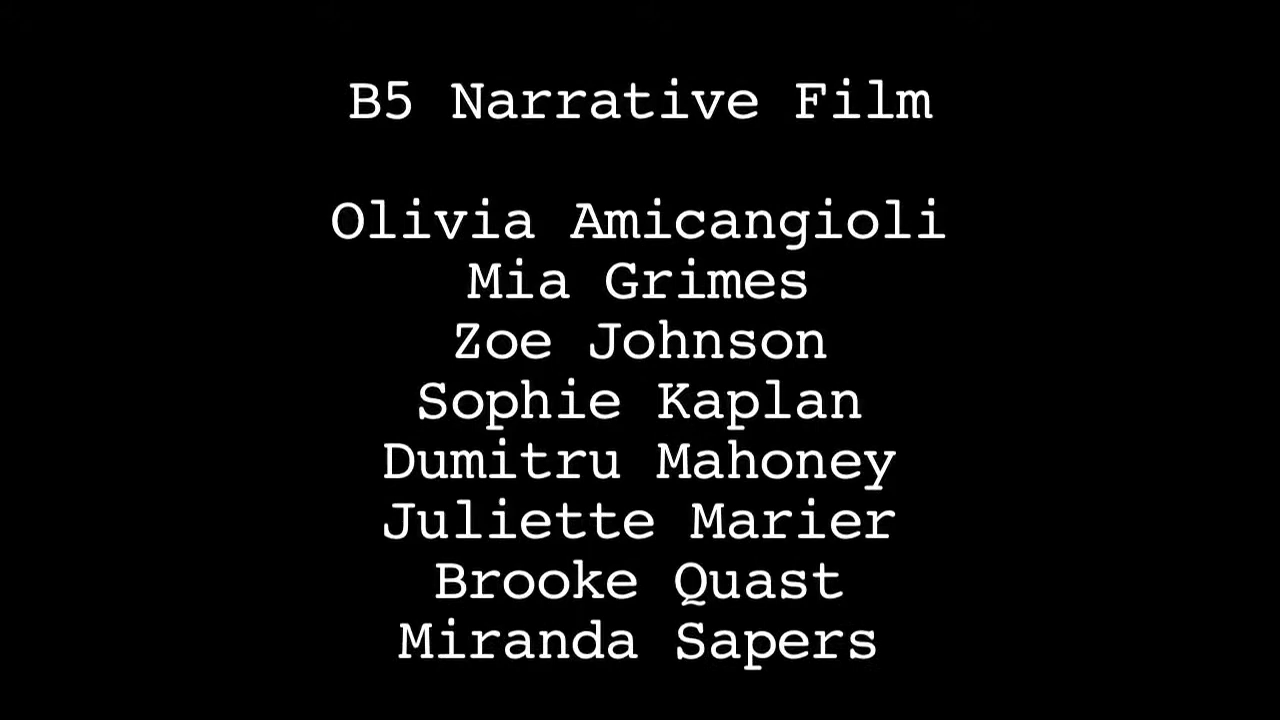 B5 Narrative Film
Olivia Amicangioli
Mia Grimes
Zoe Johnson
Sophie Kaplan
Dumitru Mahoney
Juliette Marier
Brooke Quast
Miranda Sapers